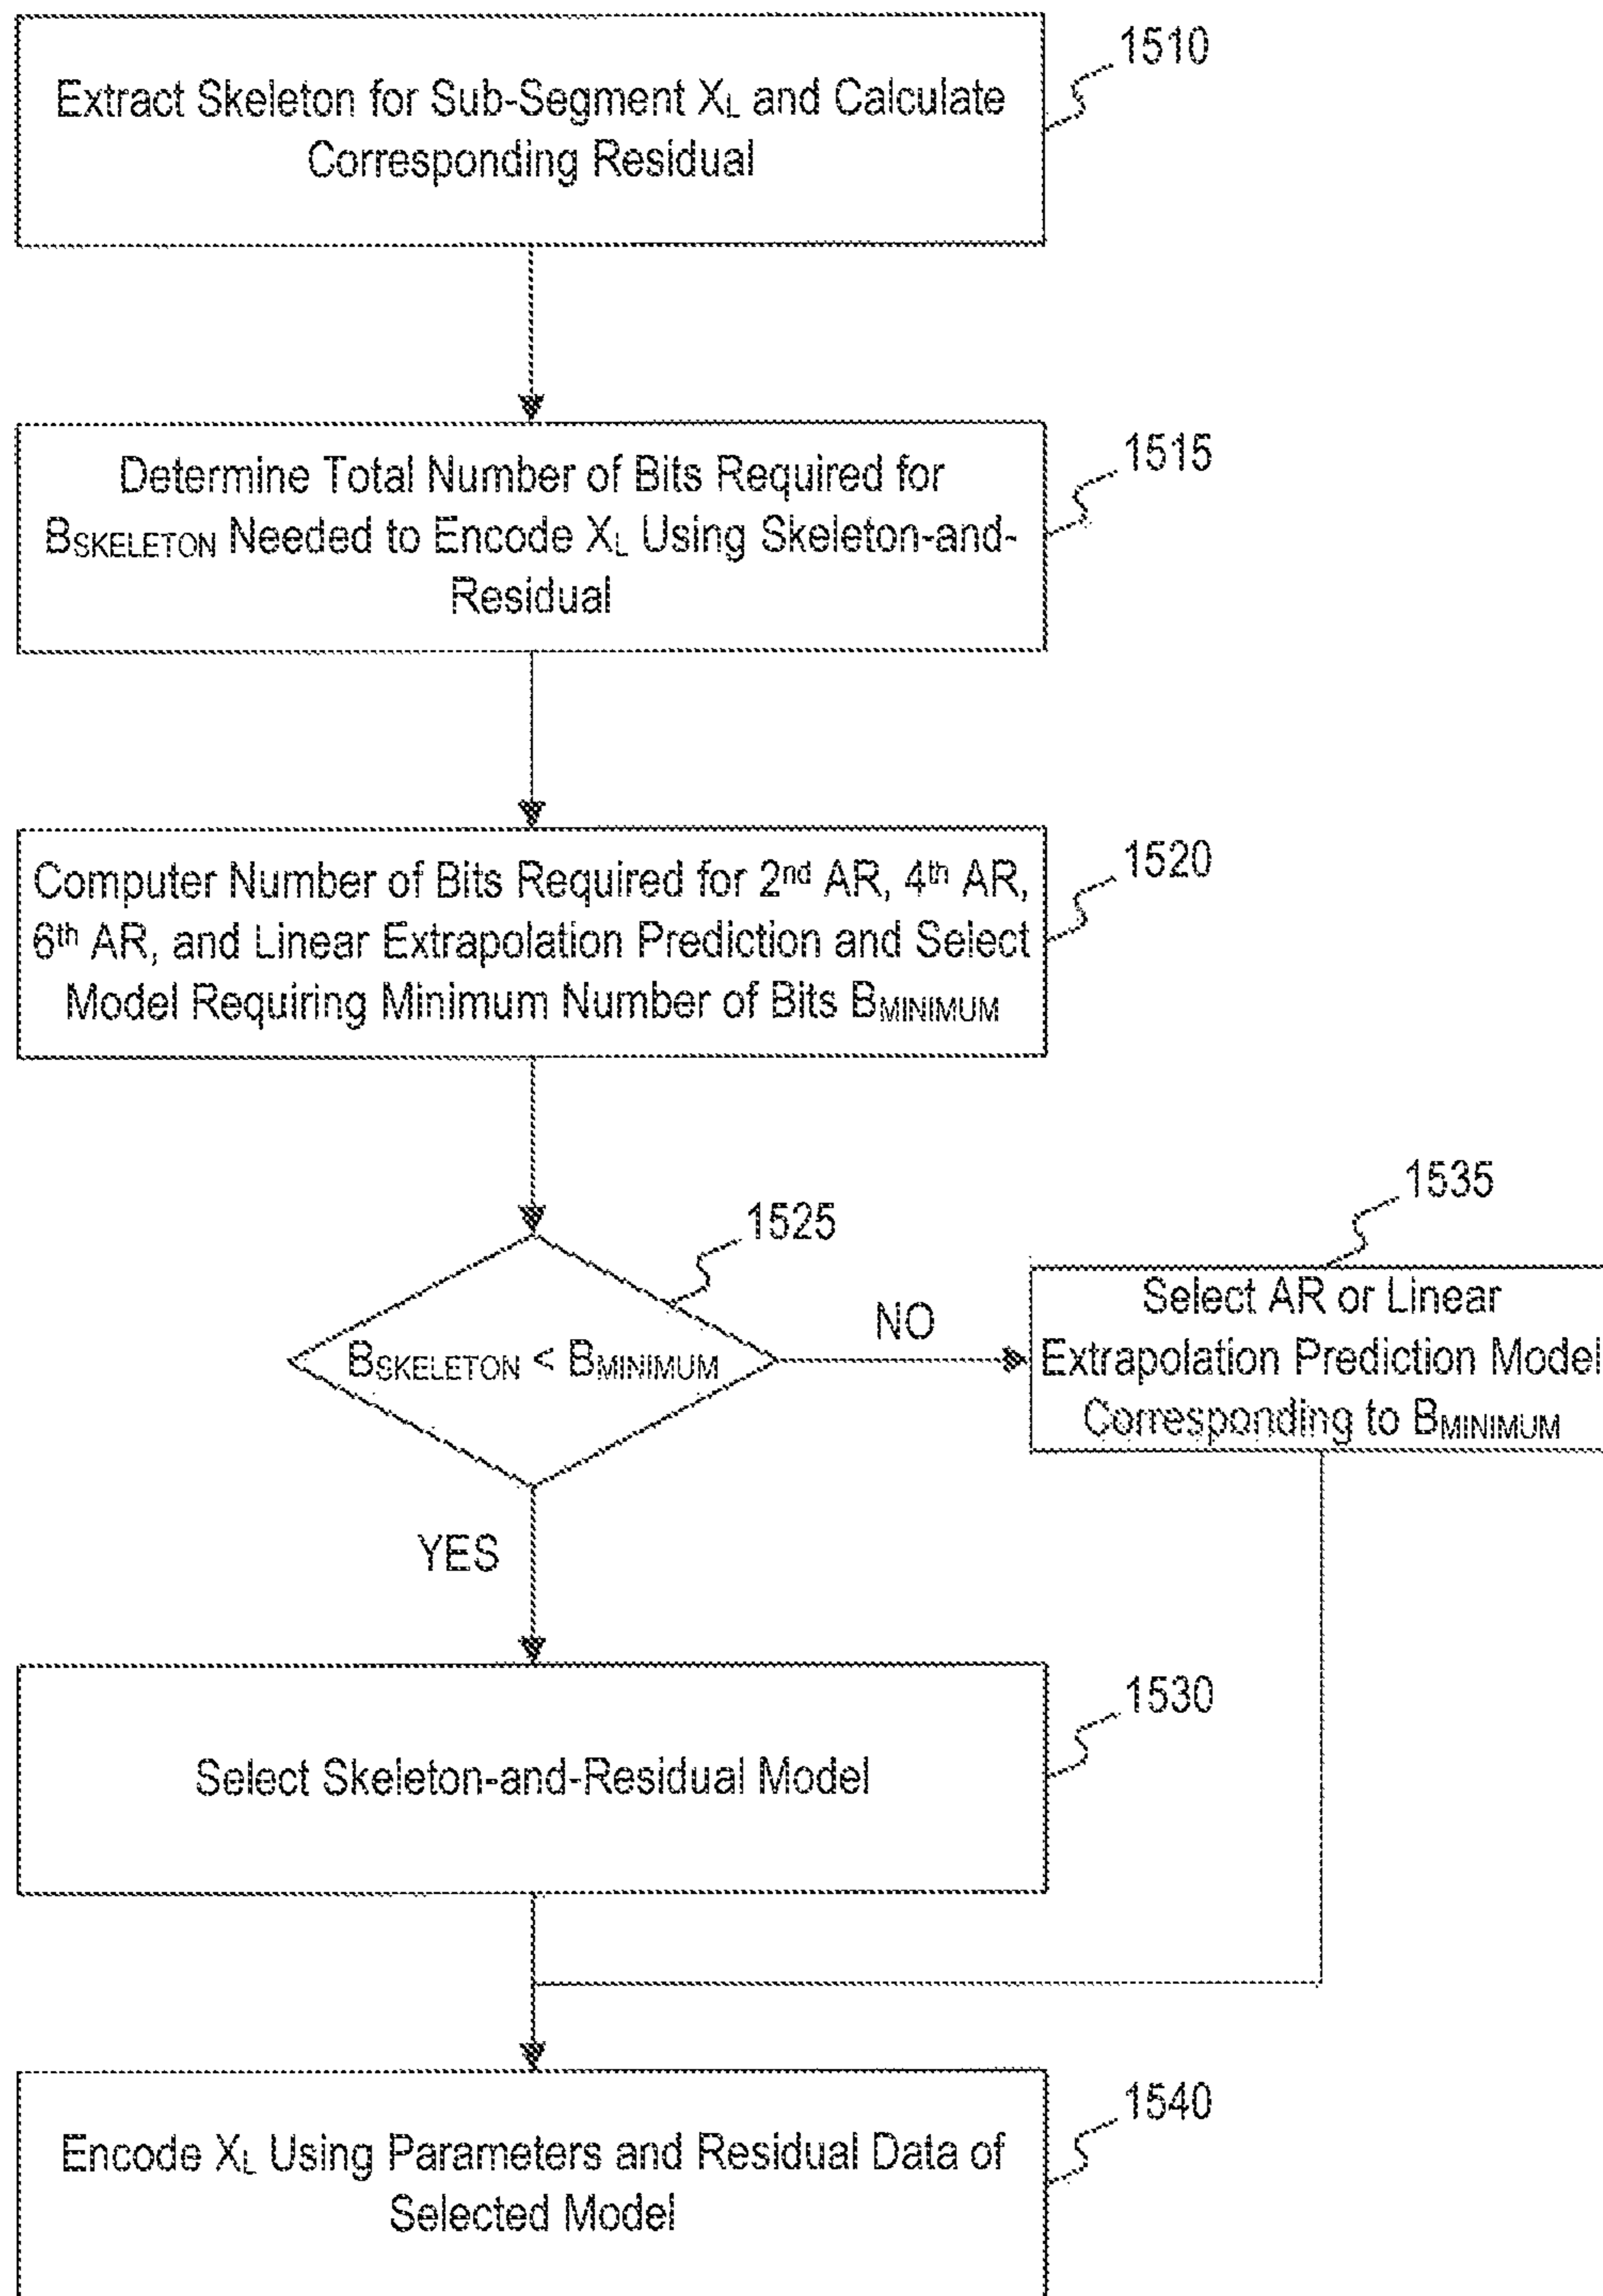 1510
Extract Skeleton for Sub-Segment XL and Calculate
Corresponding Residual
1515
Determine Total Number of Bits Required for
BSKELETON Needed to Encode XL Using Skeleton-and-
Residual
1520
Computer Number of Bits Required for 2nd AR, 4th AR,
6th AR, and Linear Extrapolation Prediction and Select
Model Requiring Minimum Number of Bits BMINIMUM
1525
BSKELETON < BMINIMUM
NO
1535
Select AR or Linear
Extrapolation Prediction Model
Corresponding to BMINIMUM
YES
1530
Select Skeleton-and-Residual Model
1540
Encode XL Using Parameters and Residual Data of
Selected Model